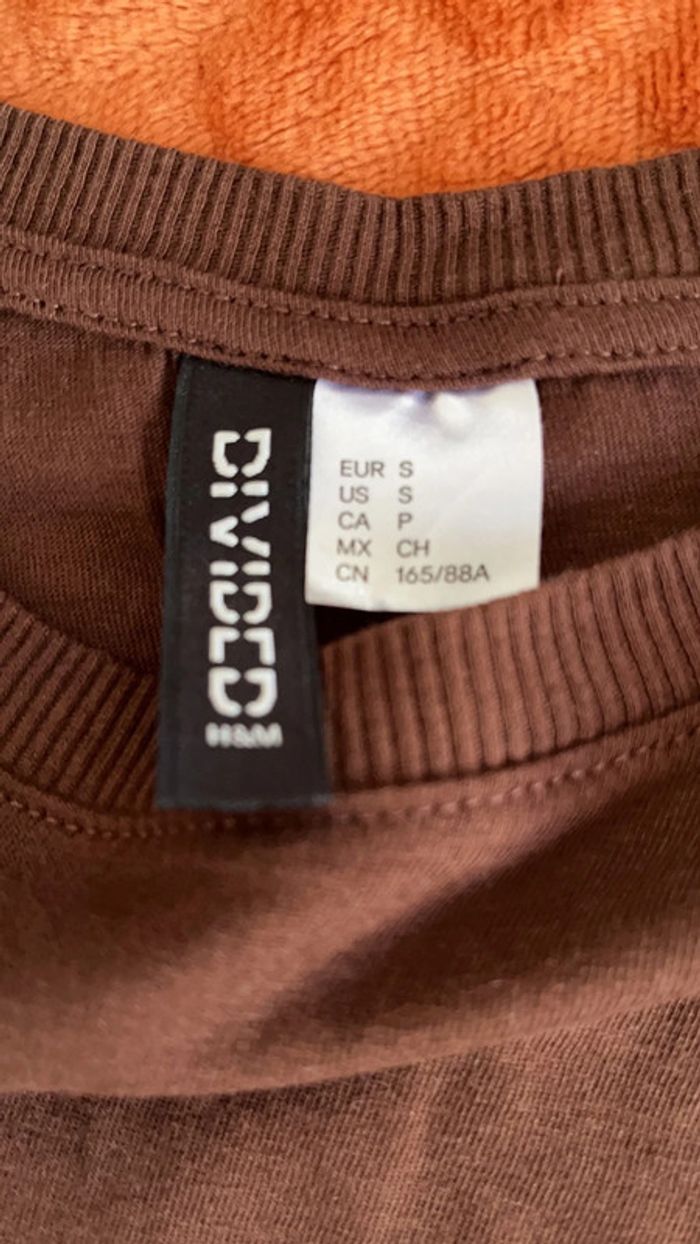 DIVIDED
H&M
EUR S
US S
CA P
MX CH
CN 165/88A